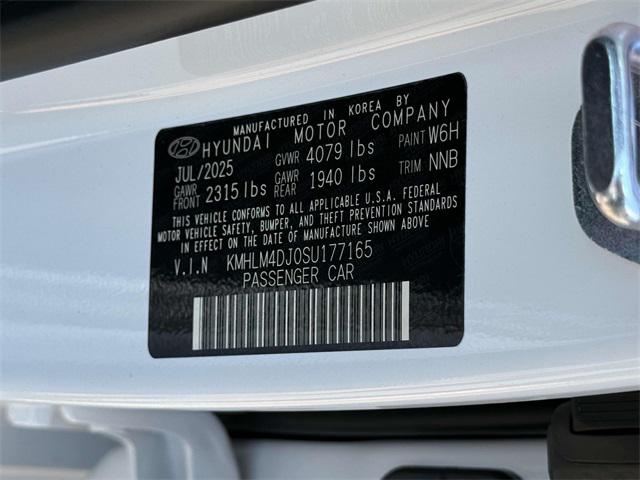 MANUFACTURED IN KOREA BY
HYUNDAI MOTOR COMPANY
JUL/2025 GVWR 4079 lbs PAINT W6H
GAWR FRONT 2315 lbs GAWR REAR 1940 lbs TRIM NNB
THIS VEHICLE CONFORMS TO ALL APPLICABLE U.S.A. FEDERAL
MOTOR VEHICLE SAFETY, BUMPER, AND THEFT PREVENTION STANDARDS
IN EFFECT ON THE DATE OF MANUFACTURE SHOWN ABOVE.
V.I.N KMHLM4DJ0SU177165
PASSENGER CAR